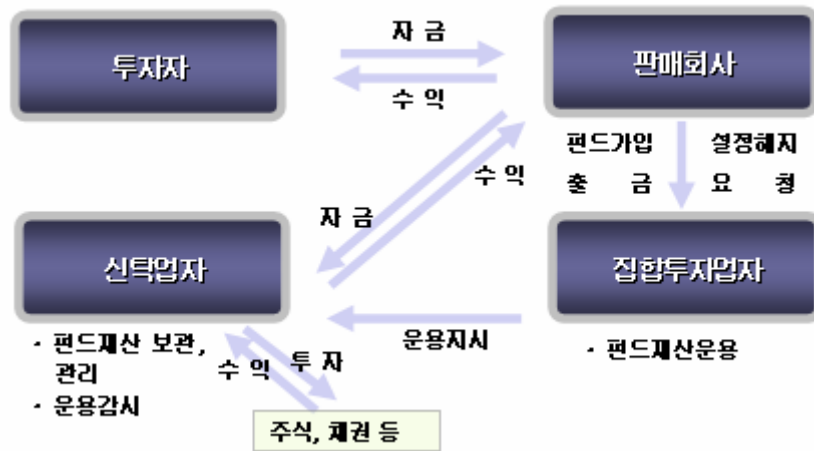 투자자
자 금
수 익
판매회사
펀드가입 설정해지
출 금 요 청
수 익
자 금
신탁업자
집합투자업자
운용지시
· 펀드재산 보관,
관리
· 운용감시
· 펀드재산운용
수 익
투 자
주식, 채권 등